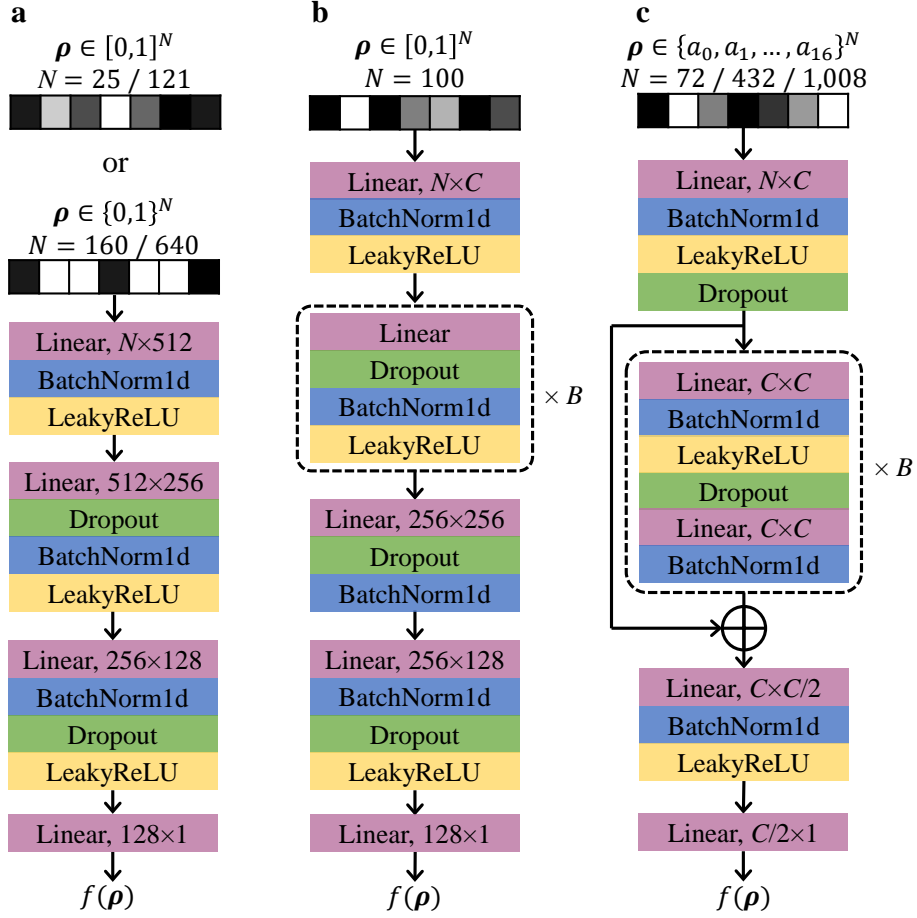 a
ρ ∈ [0,1]^N
N = 25 / 121
or
ρ ∈ {0,1}^N
N = 160 / 640
Linear, N×512
BatchNorm1d
LeakyReLU
Linear, 512×256
Dropout
BatchNorm1d
LeakyReLU
Linear, 256×128
BatchNorm1d
Dropout
LeakyReLU
Linear, 128×1
f(ρ)
b
ρ ∈ [0,1]^N
N = 100
Linear, N×C
BatchNorm1d
LeakyReLU
Linear
Dropout
BatchNorm1d
LeakyReLU
× B
Linear, 256×256
Dropout
BatchNorm1d
Linear, 256×128
BatchNorm1d
Dropout
LeakyReLU
Linear, 128×1
f(ρ)
c
ρ ∈ {a₀, a₁, … , a₁₆}^N
N = 72 / 432 / 1,008
Linear, N×C
BatchNorm1d
LeakyReLU
Dropout
Linear, C×C
BatchNorm1d
LeakyReLU
Dropout
Linear, C×C
BatchNorm1d
× B
Linear, C×C/2
BatchNorm1d
LeakyReLU
Linear, C/2×1
f(ρ)